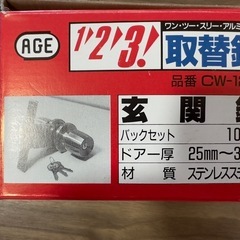 AGE
1!2!3!
ワン・ツー・スリー・アルミ
取替錠
品番 CW-1
玄関
バックセット 10
ドアー厚 25mm〜3
材質 ステンレスス